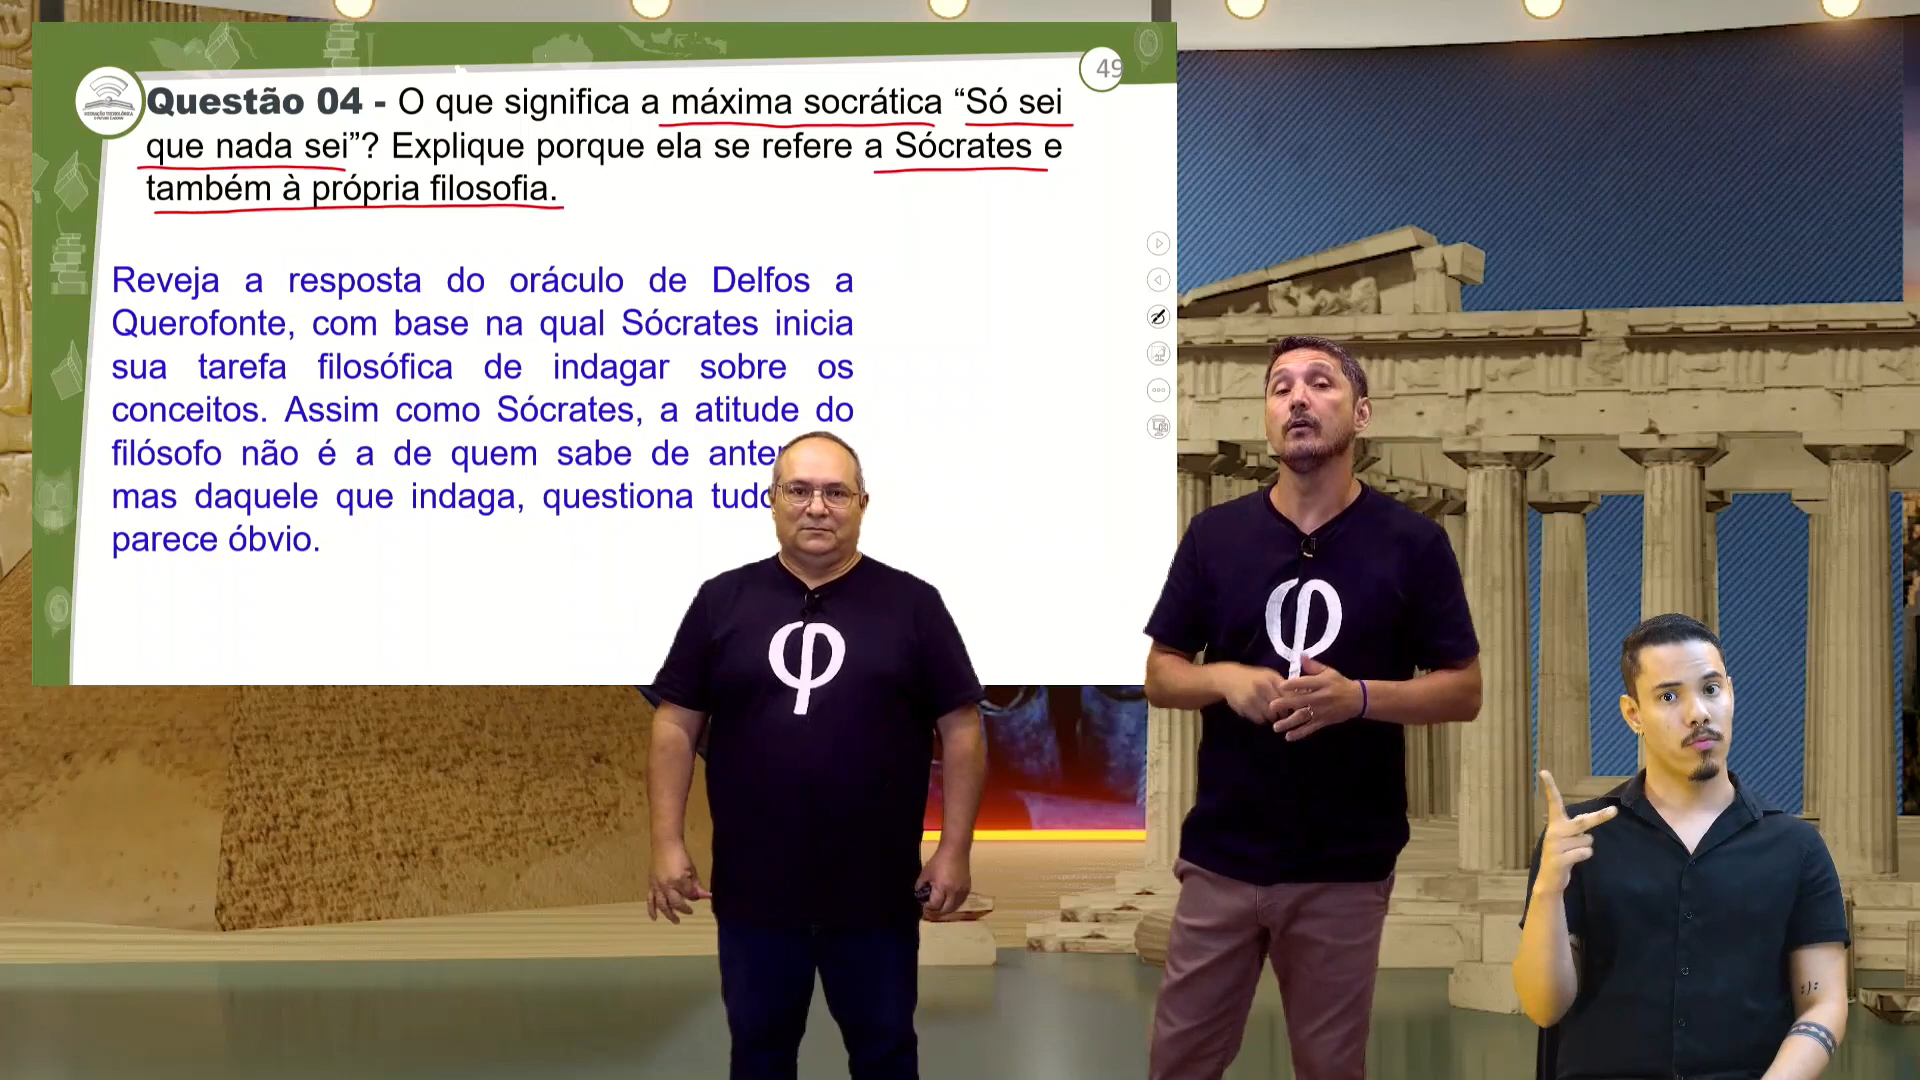 49
Questão 04 - O que significa a máxima socrática “Só sei
que nada sei”? Explique porque ela se refere a Sócrates e
também à própria filosofia.
Reveja a resposta do oráculo de Delfos a
Querofonte, com base na qual Sócrates inicia
sua tarefa filosófica de indagar sobre os
conceitos. Assim como Sócrates, a atitude do
filósofo não é a de quem sabe de
mas daquele que indaga, questiona
parece óbvio.
φ
φ